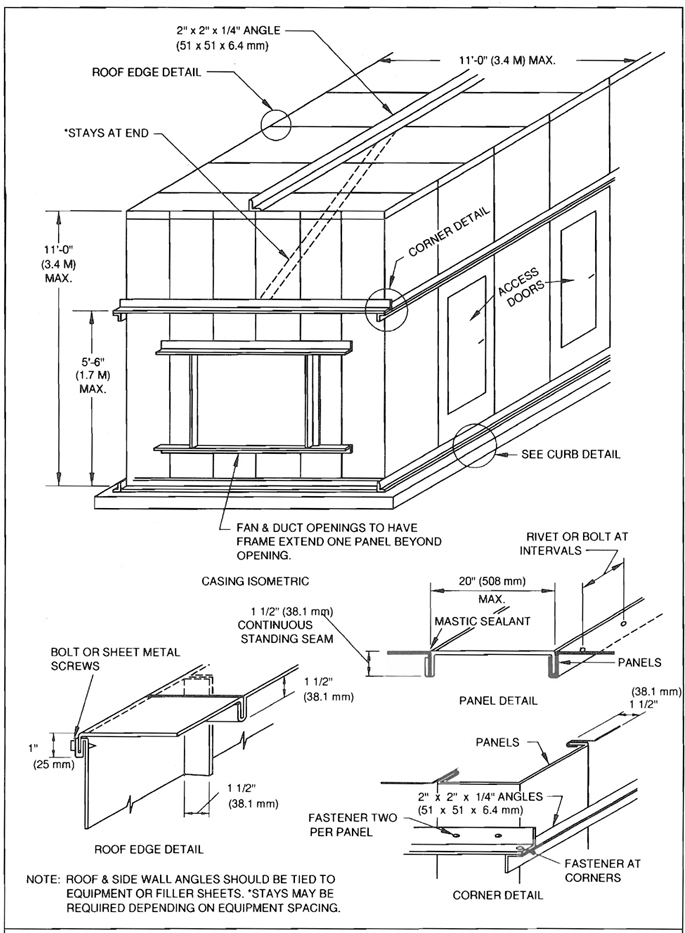 2" x 2" x 1/4" ANGLE
(51 x 51 x 6.4 mm)
11'-0" (3.4 M) MAX.
ROOF EDGE DETAIL
*STAYS AT END
CORNER DETAIL
11'-0"
(3.4 M)
MAX.
ACCESS
DOORS
5'-6"
(1.7 M)
MAX.
SEE CURB DETAIL
FAN & DUCT OPENINGS TO HAVE
FRAME EXTEND ONE PANEL BEYOND
OPENING.
CASING ISOMETRIC
RIVET OR BOLT AT
INTERVALS
20" (508 mm)
MAX.
1 1/2" (38.1 mm)
CONTINUOUS
STANDING SEAM
MASTIC SEALANT
PANELS
PANEL DETAIL
BOLT OR SHEET METAL
SCREWS
1 1/2"
(38.1 mm)
1"
(25 mm)
1 1/2"
(38.1 mm)
ROOF EDGE DETAIL
(38.1 mm)
1 1/2"
PANELS
2" x 2" x 1/4" ANGLES
(51 x 51 x 6.4 mm)
FASTENER TWO
PER PANEL
FASTENER AT
CORNERS
CORNER DETAIL
NOTE: ROOF & SIDE WALL ANGLES SHOULD BE TIED TO
EQUIPMENT OR FILLER SHEETS. *STAYS MAY BE
REQUIRED DEPENDING ON EQUIPMENT SPACING.